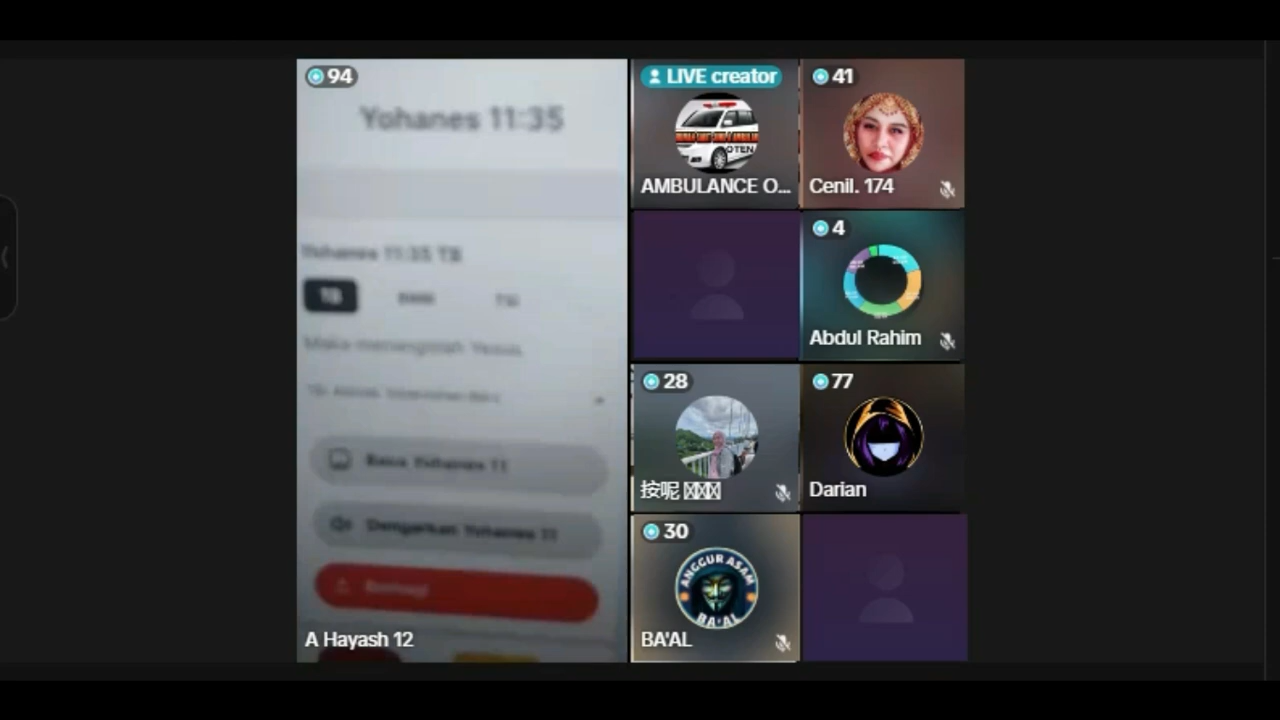 94
Yohanes 11:35
Yohanes 11:35 TB
TB
Maka menangislah Yesus.
Baca Yohanes 11
Dengarkan Yohanes 11
A Hayash 12
LIVE creator
OTEN
AMBULANCE O...
41
Cenil. 174
4
Abdul Rahim
28
按呢
77
Darian
30
ANGGUR ASAM
BA'AL
BA'AL